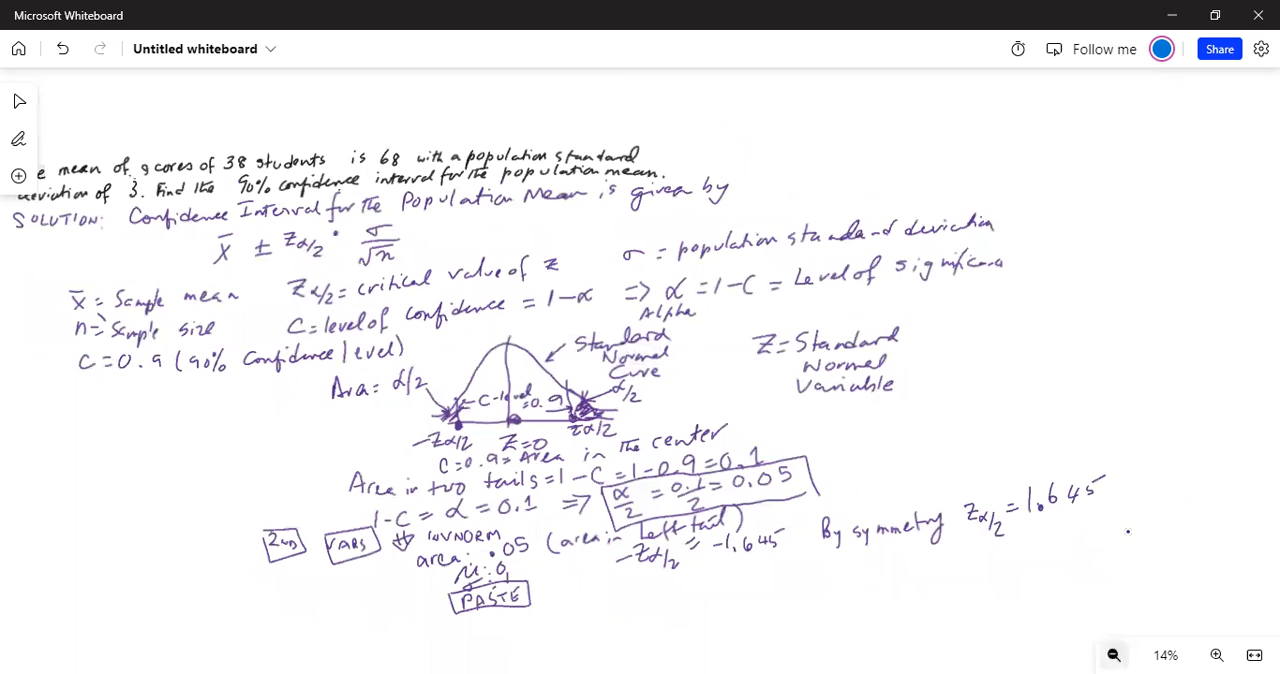 Microsoft Whiteboard
Untitled whiteboard
Follow me
Share
e mean of scores of 38 students is 68 with a population standard
deviation of 3. Find the 90% confidence interval for the population mean.
SOLUTION: Confidence Interval for the Population Mean is given by
x̄ ± Zα/2 · σ/√n
σ = population standard deviation
x̄ = Sample mean
Zα/2 = critical value of Z
n = Sample size
C = level of confidence = 1-α => α = 1-C = Level of significance
Alpha
C = 0.9 (90% Confidence level)
Standard
Normal
Curve
Z = Standard
Normal
Variable
Area = α/2
C-level
= 0.9
α/2
-Zα/2 Z=0 Zα/2
C = 0.9 = Area in the center
Area in two tails = 1-C = 1-0.9 = 0.1
1-C = α = 0.1 => α/2 = 0.1/2 = 0.05
2ND VARS ⇓ INVNORM
area: .05 (area in left tail)
μ: 0
PASTE
-Zα/2 = -1.645 By symmetry Zα/2 = 1.645
14%